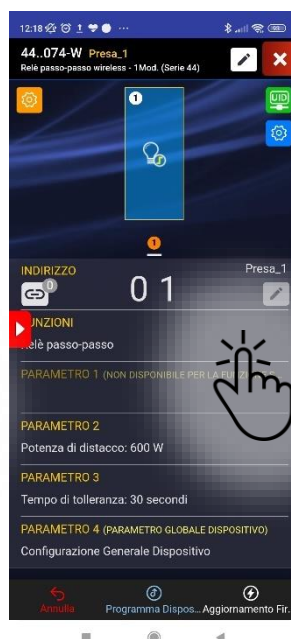 12:18
44..074-W Presa_1
Relè passo-passo wireless - 1Mod. (Serie 44)
1
UID
1
INDIRIZZO
Presa_1
0
0 1
FUNZIONI
Relè passo-passo
PARAMETRO 1 (NON DISPONIBILE PER LA
PARAMETRO 2
Potenza di distacco: 600 W
PARAMETRO 3
Tempo di tolleranza: 30 secondi
PARAMETRO 4 (PARAMETRO GLOBALE DISPOSITIVO)
Configurazione Generale Dispositivo
Annulla
Programma Dispos...
Aggiornamento Fir...